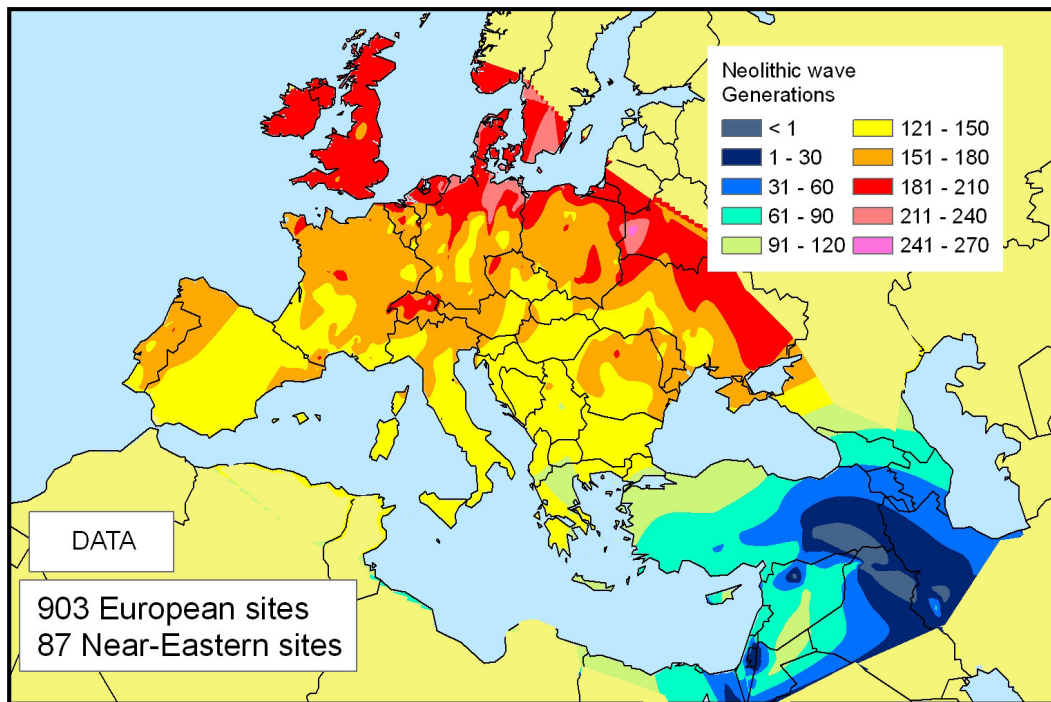 Neolithic wave
Generations
< 1
121 - 150
1 - 30
151 - 180
31 - 60
181 - 210
61 - 90
211 - 240
91 - 120
241 - 270
DATA
903 European sites
87 Near-Eastern sites